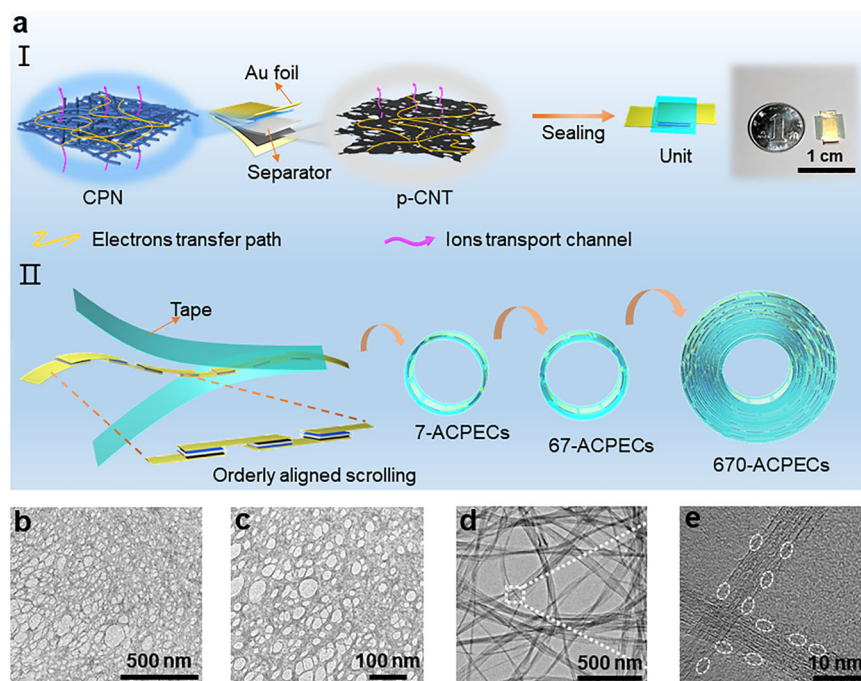 a
I
Au foil
Separator
Sealing
Unit
1
1 cm
CPN
p-CNT
Electrons transfer path
Ions transport channel
II
Tape
Orderly aligned scrolling
7-ACPECs
67-ACPECs
670-ACPECs
b
500 nm
c
100 nm
d
500 nm
e
10 nm